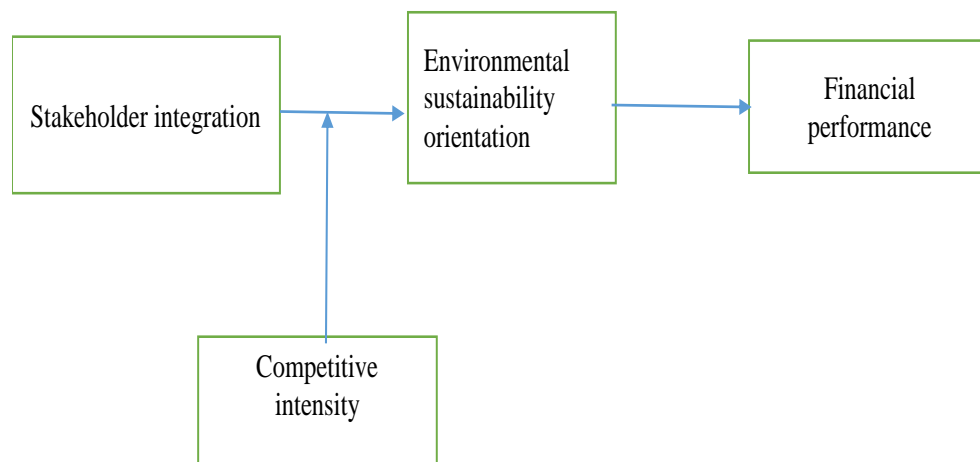 Stakeholder integration
Environmental
sustainability
orientation
Financial
performance
Competitive
intensity